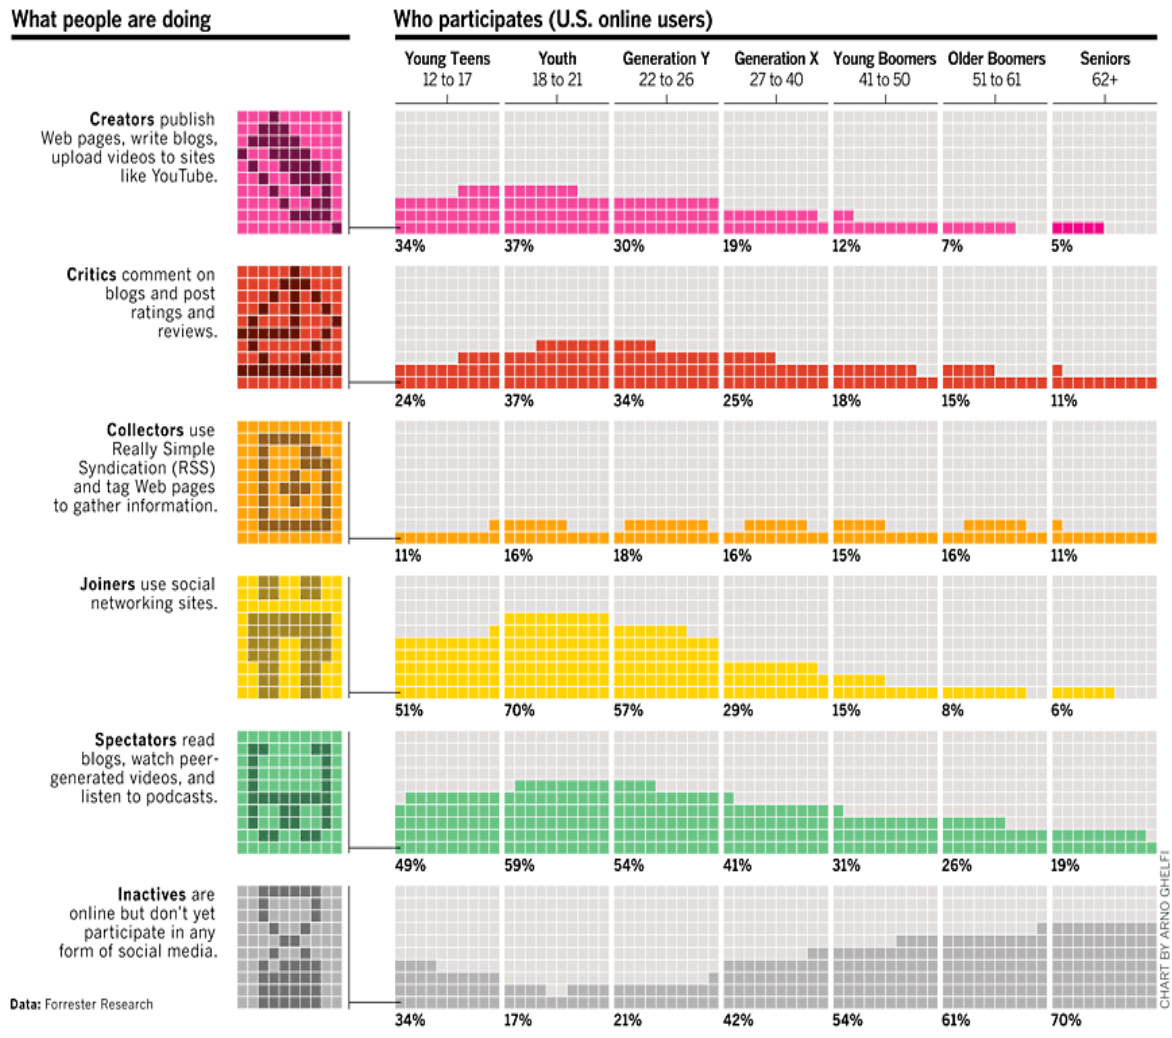 What people are doing
Who participates (U.S. online users)
Young Teens
12 to 17
Youth
18 to 21
Generation Y
22 to 26
Generation X
27 to 40
Young Boomers
41 to 50
Older Boomers
51 to 61
Seniors
62+
Creators publish
Web pages, write blogs,
upload videos to sites
like YouTube.
34% 37% 30% 19% 12% 7% 5%
Critics comment on
blogs and post
ratings and
reviews.
24% 37% 34% 25% 18% 15% 11%
Collectors use
Really Simple
Syndication (RSS)
and tag Web pages
to gather information.
11% 16% 18% 16% 15% 16% 11%
Joiners use social
networking sites.
51% 70% 57% 29% 15% 8% 6%
Spectators read
blogs, watch peer-
generated videos, and
listen to podcasts.
49% 59% 54% 41% 31% 26% 19%
Inactives are
online but don't yet
participate in any
form of social media.
34% 17% 21% 42% 54% 61% 70%
Data: Forrester Research
CHART BY ARNO GHELFI